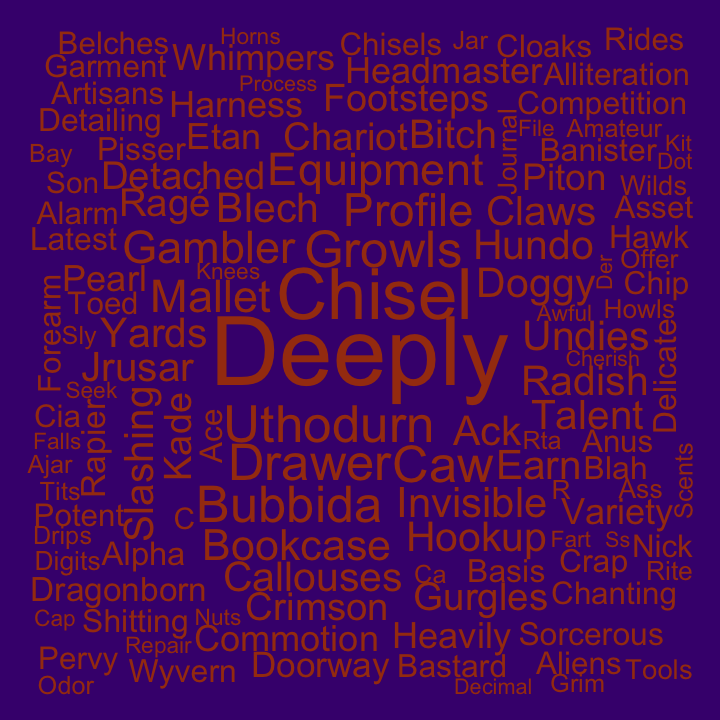 Belches
Horns
Whimpers
Chisels
Jar
Cloaks
Rides
Garment
Process
Headmaster
Alliteration
Artisans
Harness
Footsteps
Journal
Competition
Detailing
Etan
Chariot
Bitch
File
Amateur
Bay
Pisser
Banister
Kit
Dot
Son
Detached
Equipment
Piton
Wilds
Alarm
Ragé
Blech
Profile
Claws
Asset
Latest
Gambler
Growls
Hundo
Hawk
Offer
Pearl
Knees
Chisel
Doggy
Der
Chip
Forearm
Toed
Mallet
Awful
Howls
Sly
Yards
Deeply
Undies
Delicate
Cherish
Jrusar
Seek
Radish
Cia
Rapier
Slashing
Kade
Ace
Uthodurn
Ack
Talent
Falls
Rta
Anus
Ajar
Drawer
Caw
Earn
Blah
Scents
Tits
Bubbida
Invisible
R
Ass
Potent
C
Variety
Drips
Bookcase
Hookup
Fart
Ss
Nick
Digits
Alpha
Callouses
Ca
Basis
Crap
Rite
Dragonborn
Crimson
Gurgles
Chanting
Cap
Shitting
Nuts
Repair
Commotion
Heavily
Sorcerous
Pervy
Wyvern
Doorway
Bastard
Aliens
Tools
Odor
Decimal
Grim